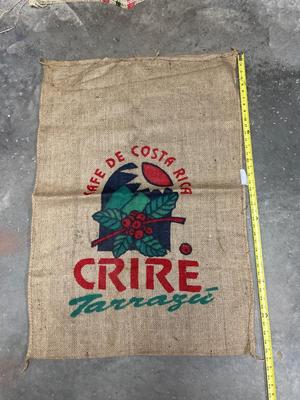 CAFE DE COSTA RICA
CRIRE
Tarrazú